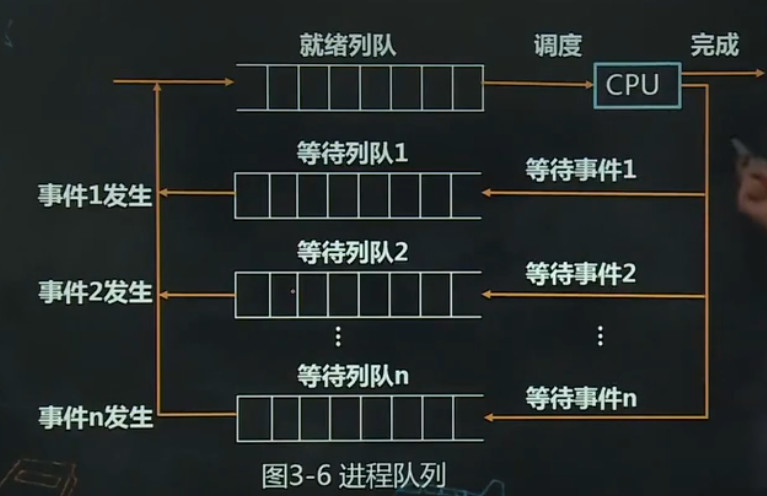 就绪列队
调度
完成
CPU
等待列队1
等待事件1
事件1发生
等待列队2
等待事件2
事件2发生
⋮
⋮
等待列队n
等待事件n
事件n发生
图3-6 进程队列